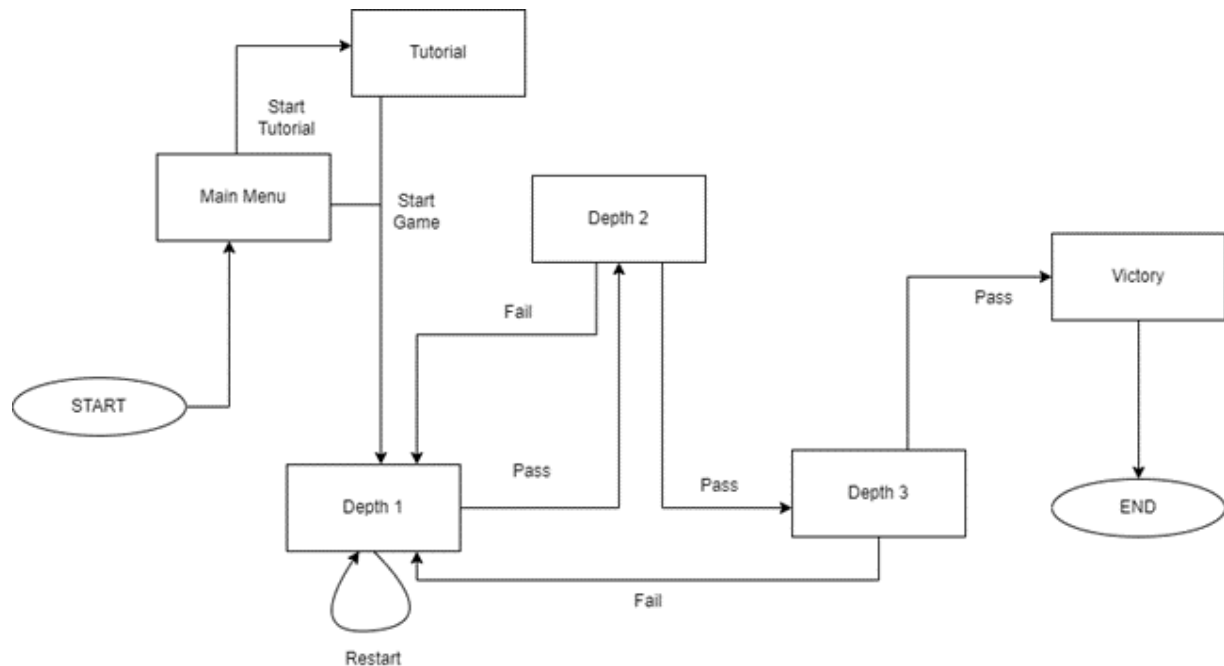 Tutorial
Start
Tutorial
Main Menu
Start
Game
Depth 2
Victory
Pass
Fail
START
Pass
Pass
Depth 3
Depth 1
END
Fail
Restart